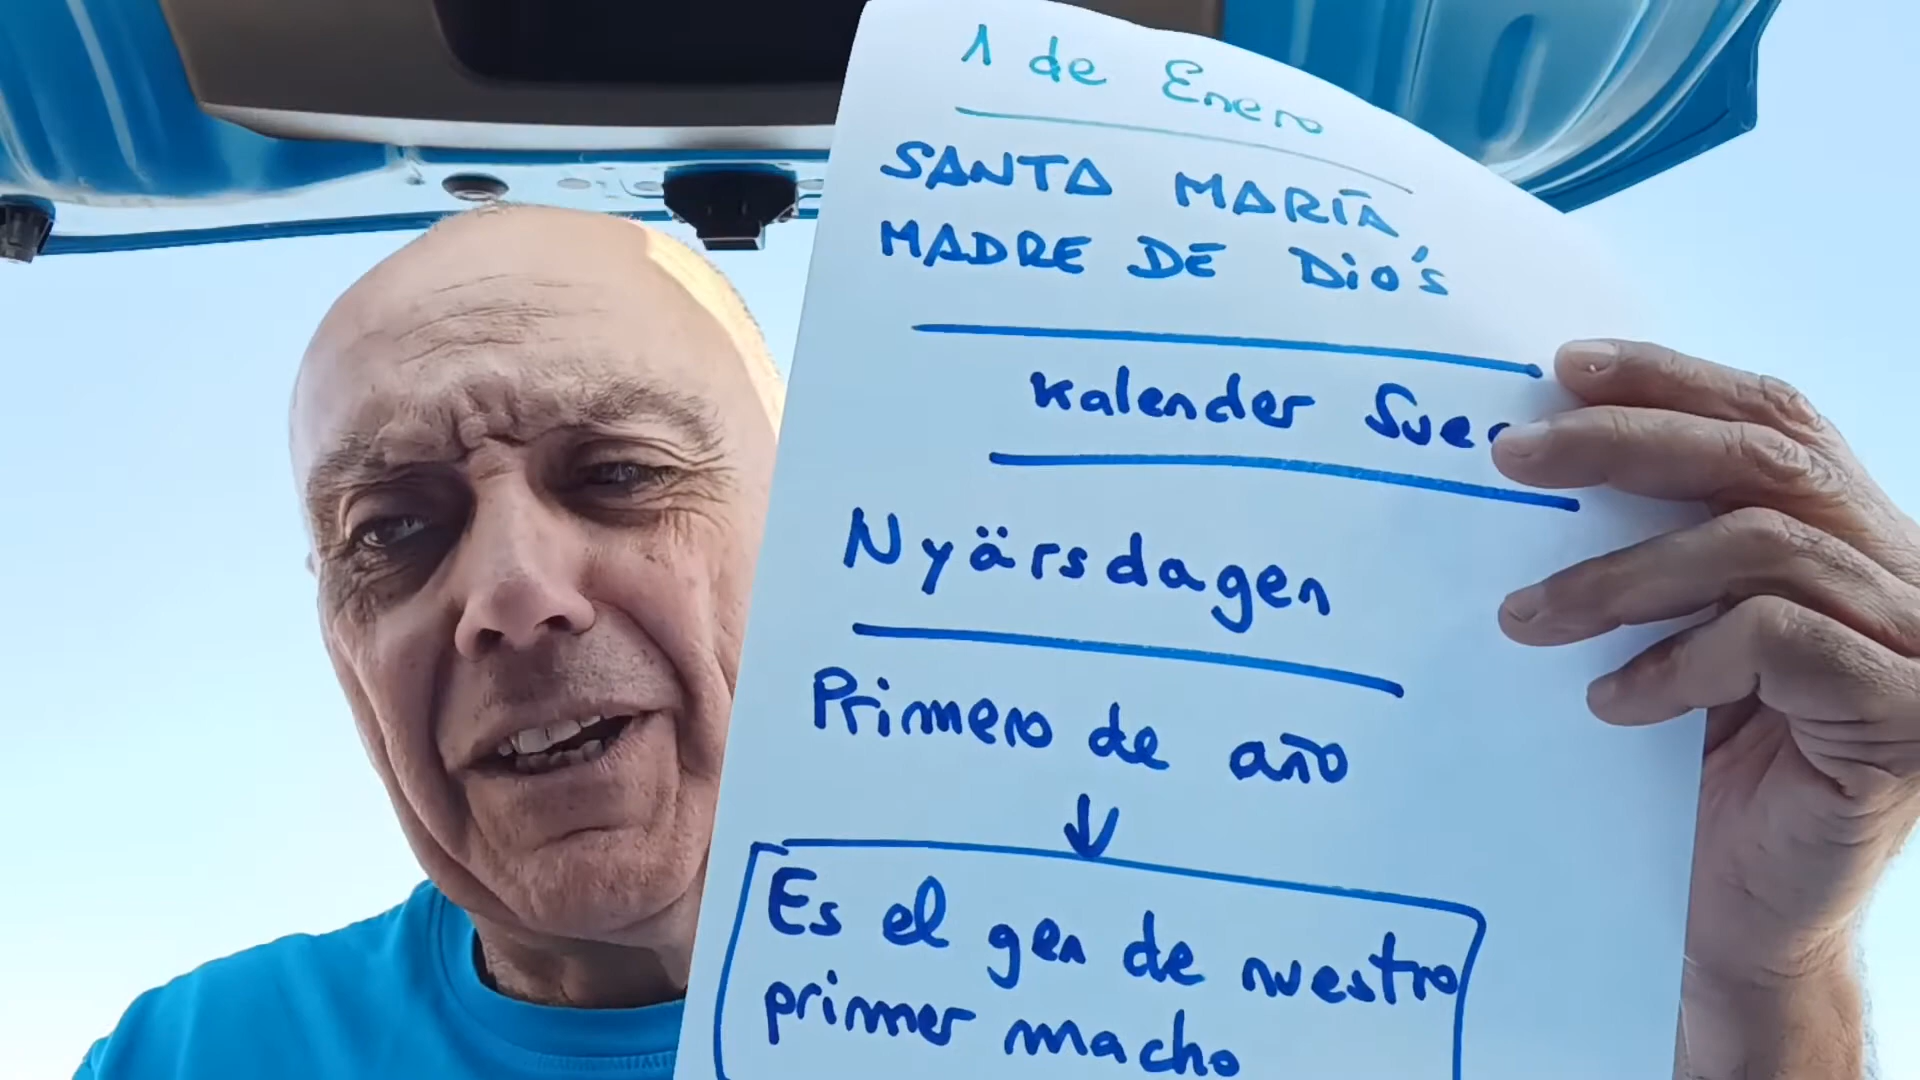 1 de Enero
SANTA MARÍA,
MADRE DE Dio's
Kalender Suec
Nyärsdagen
Primero de año
↓
Es el gen de nuestro
primer macho